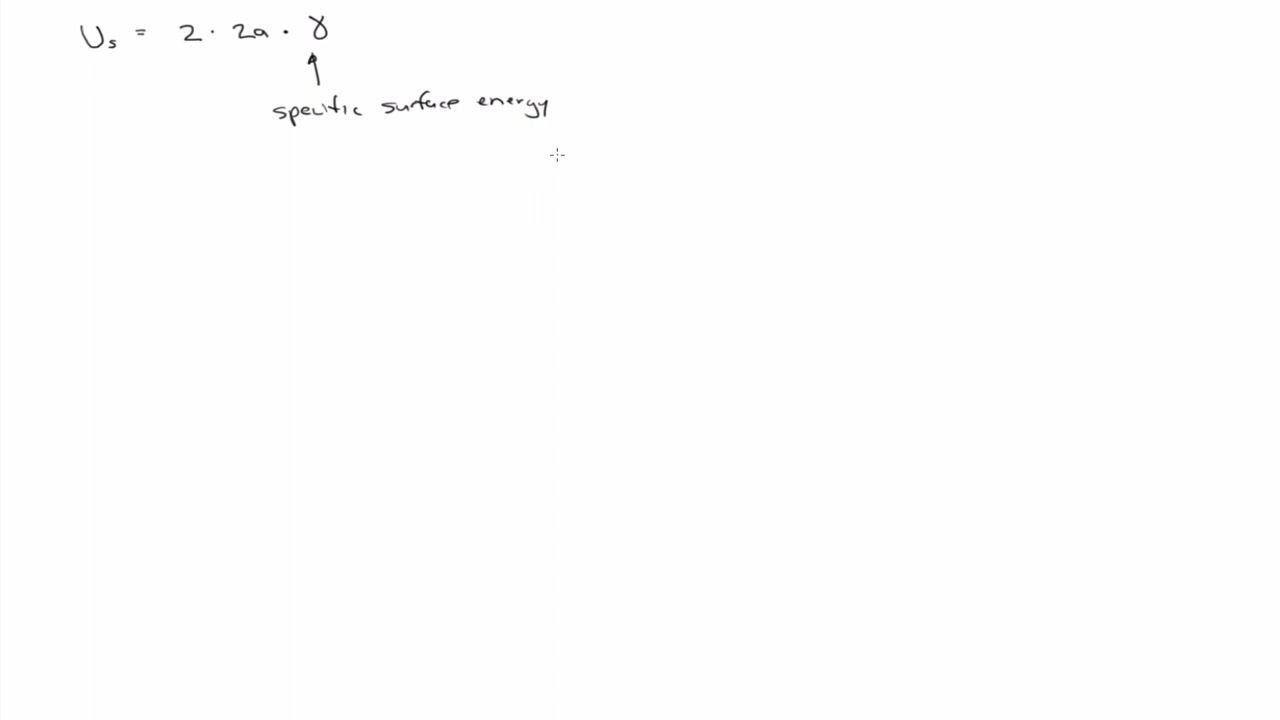 Us = 2 · 2a · γ
specific surface energy